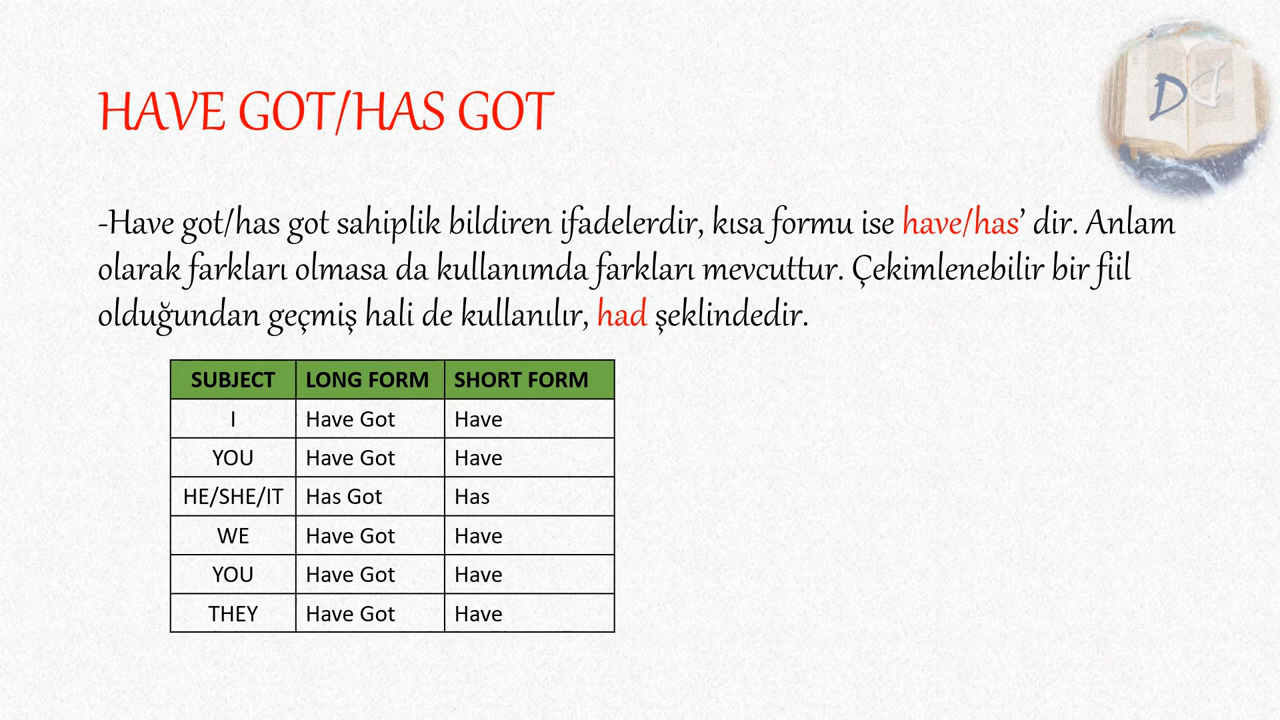 HAVE GOT/HAS GOT
-Have got/has got sahiplik bildiren ifadelerdir, kısa formu ise have/has’ dir. Anlam
olarak farkları olmasa da kullanımda farkları mevcuttur. Çekimlenebilir bir fiil
olduğundan geçmiş hali de kullanılır, had şeklindedir.
SUBJECT LONG FORM SHORT FORM
I Have Got Have
YOU Have Got Have
HE/SHE/IT Has Got Has
WE Have Got Have
YOU Have Got Have
THEY Have Got Have